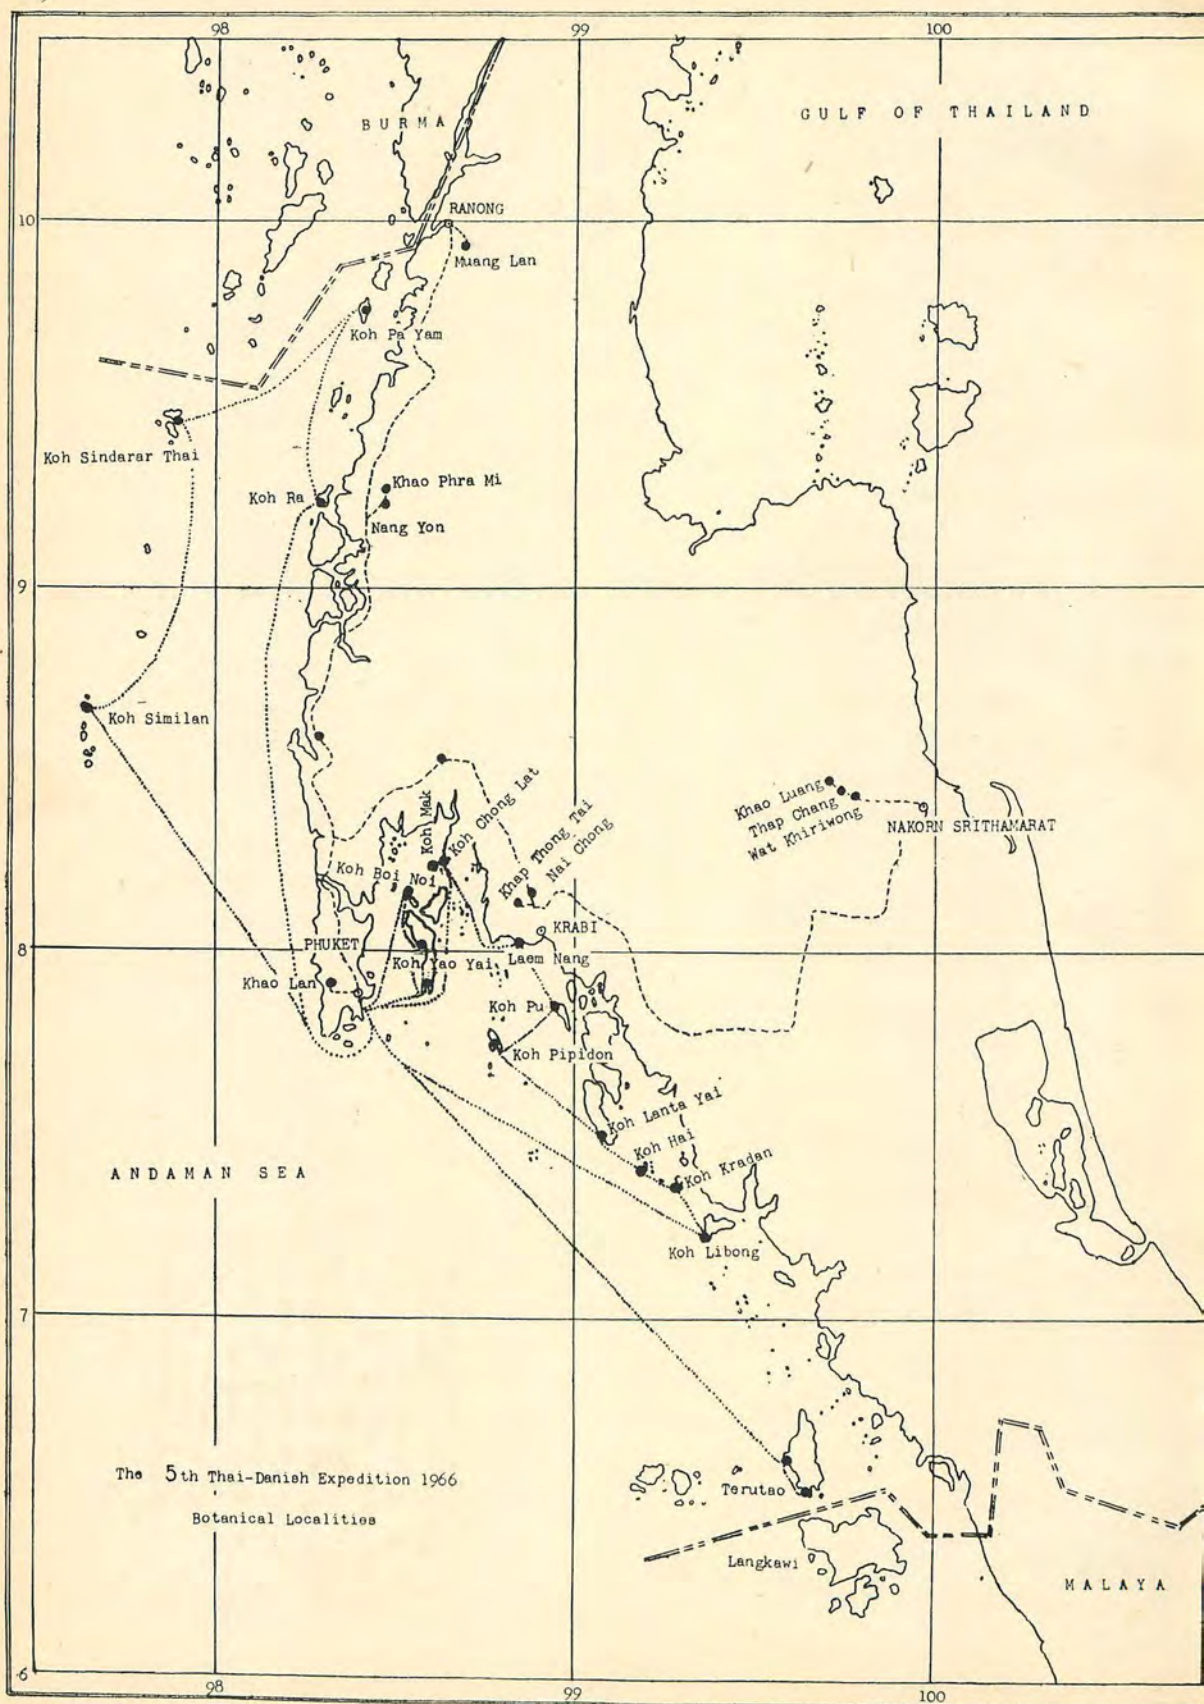 98 99 100
BURMA
GULF OF THAILAND
10
RANONG
Muang Lan
Koh Pa Yam
Koh Sindarar Thai
Koh Ra
Khao Phra Mi
Nang Yon
9
Koh Similan
Koh Mak
Koh Chong Lat
Khap Thong Tai
Nai Chong
Koh Boi Noi
Khao Luang
Thap Chang
Wat Khiriwong
NAKORN SRITHAMARAT
8
PHUKET
KRABI
Khao Lan
Koh Yao Yai
Laem Nang
Koh Pu
Koh Pipidon
Koh Lanta Yai
Koh Hai
Koh Kradan
ANDAMAN SEA
Koh Libong
7
The 5th Thai-Danish Expedition 1966
Botanical Localities
Terutao
Langkawi
MALAYA
6
98 99 100